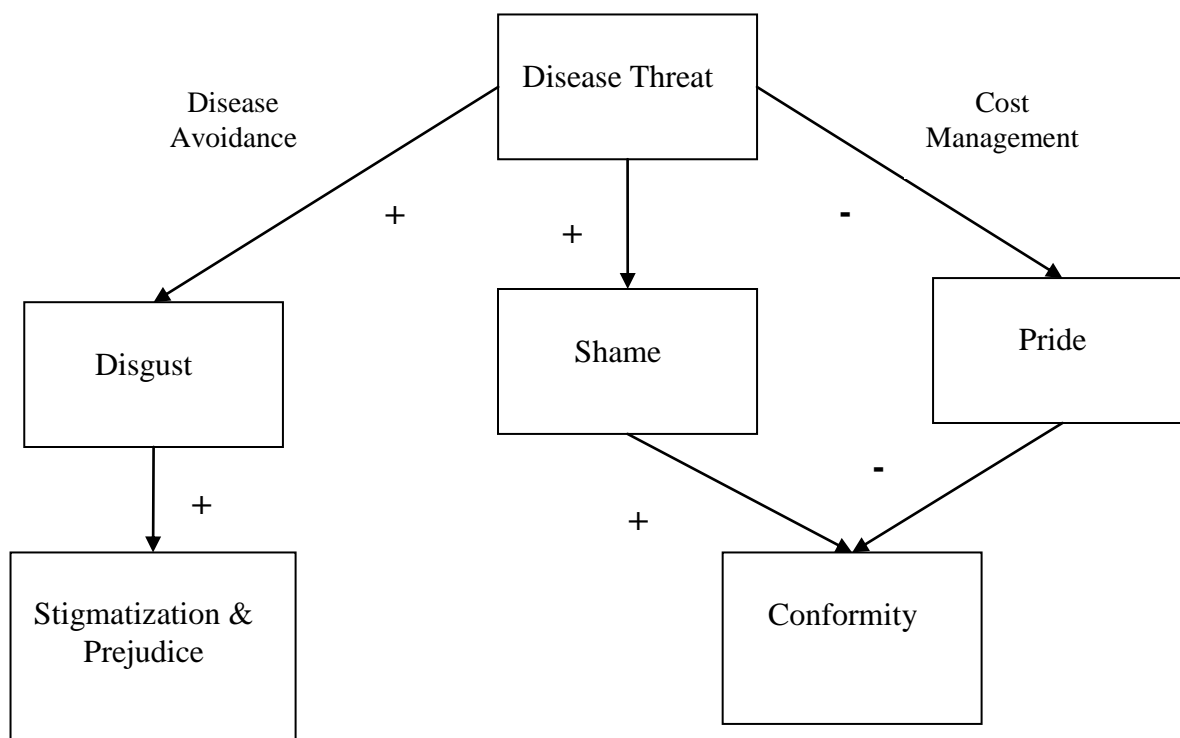 Disease Threat
Disease
Avoidance
Cost
Management
+
+
-
Disgust
Shame
Pride
+
+
-
Stigmatization &
Prejudice
Conformity